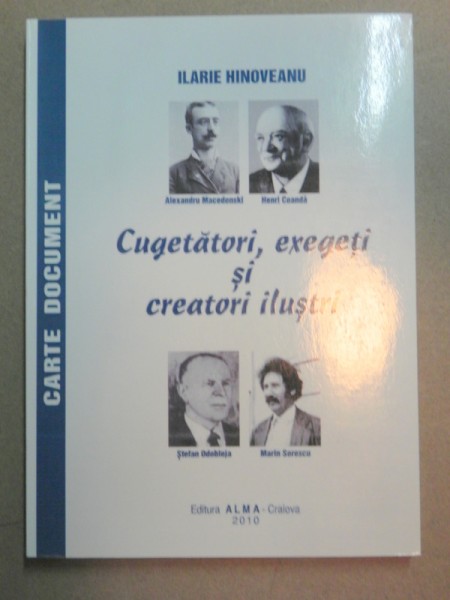 ILARIE HINOVEANU
Alexandru Macedonski
Henri Coandă
Cugetători, exegeți
și
creatori iluștri
Ștefan Odobleja
Marin Sorescu
Editura ALMA - Craiova
2010
CARTE DOCUMENT